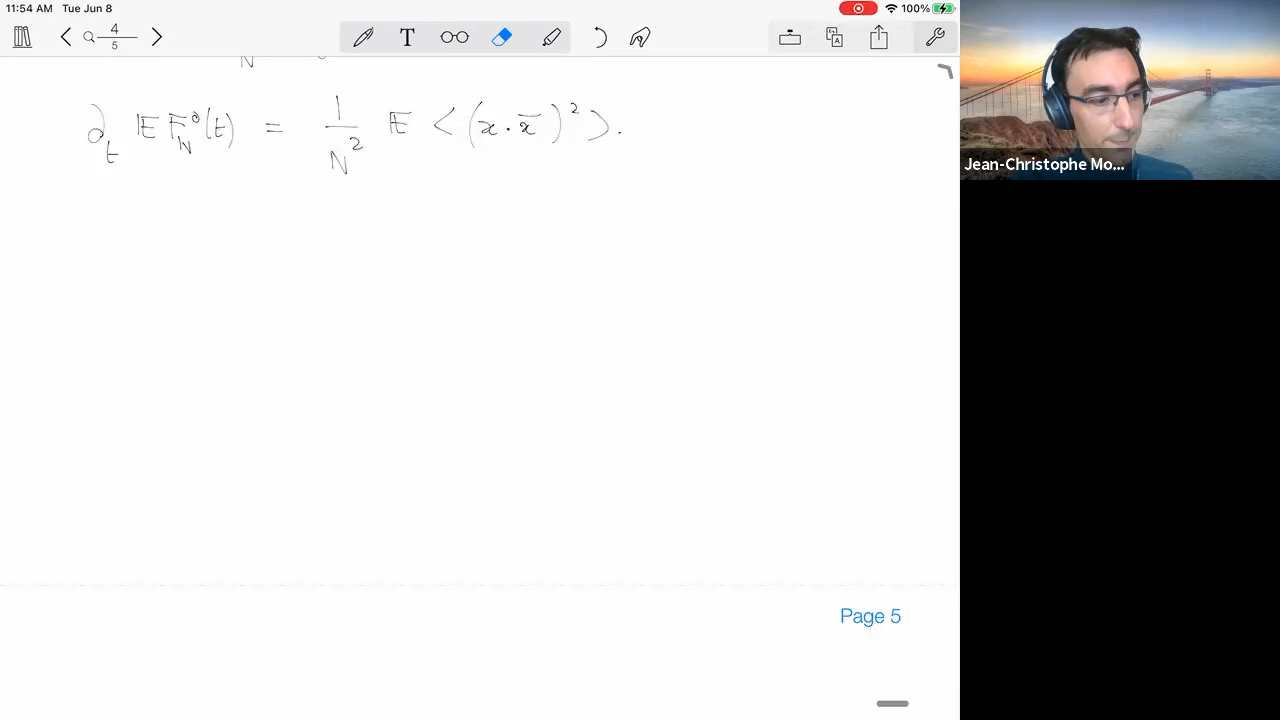 11:54 AM Tue Jun 8
100%
4
5
T
N
∂_t 𝔼 F_N^o (t) = 1/N^2 𝔼 < (x · x̄)^2 >.
Page 5
Jean-Christophe Mo...